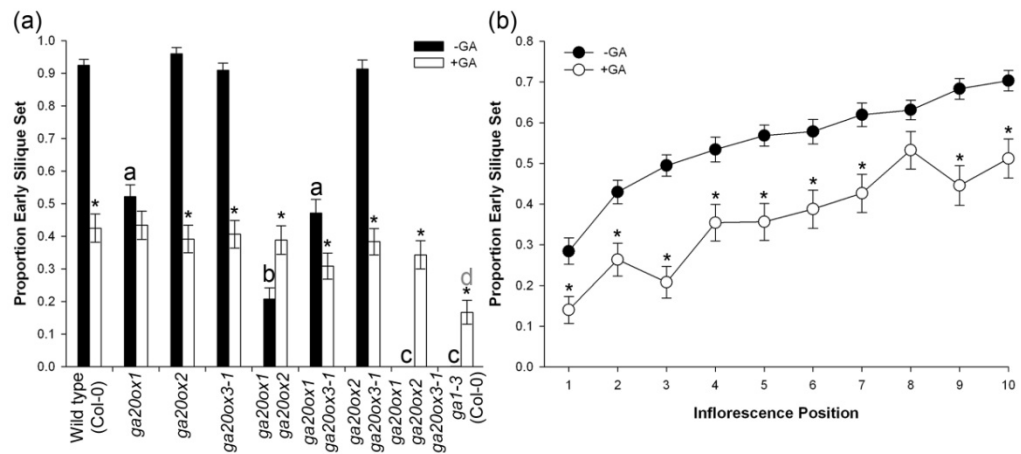 (a)
Proportion Early Silique Set
1.0
0.9
0.8
0.7
0.6
0.5
0.4
0.3
0.2
0.1
0.0
-GA
+GA
*
a
*
*
b
*
a
*
*
c
*
c
d
*
Wild type
(Col-0)
ga20ox1
ga20ox2
ga20ox3-1
ga20ox1
ga20ox2
ga20ox1
ga20ox3-1
ga20ox2
ga20ox3-1
ga20ox1
ga20ox2
ga20ox3-1
ga1-3
(Col-0)
(b)
Proportion Early Silique Set
0.8
0.7
0.6
0.5
0.4
0.3
0.2
0.1
0.0
-GA
+GA
*
*
*
*
*
*
*
*
*
1 2 3 4 5 6 7 8 9 10
Inflorescence Position